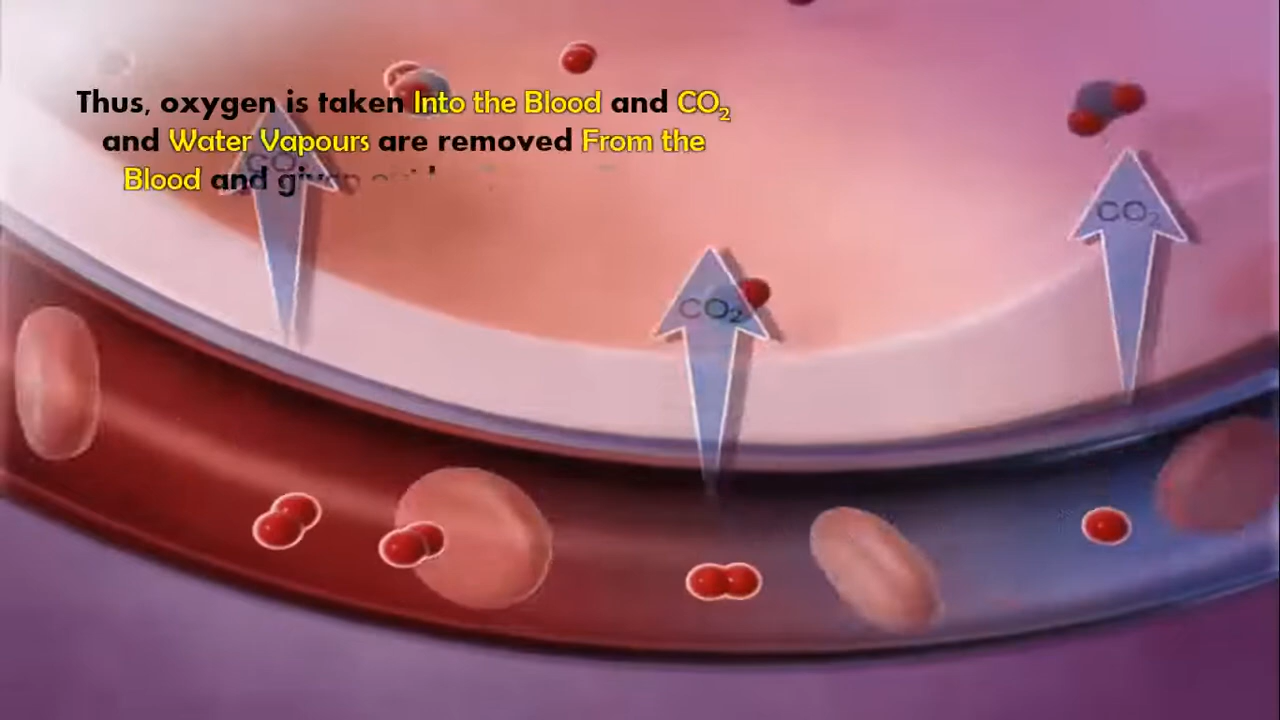 Thus, oxygen is taken Into the Blood and CO₂
and Water Vapours are removed From the
Blood and
CO₂
CO₂
CO₂